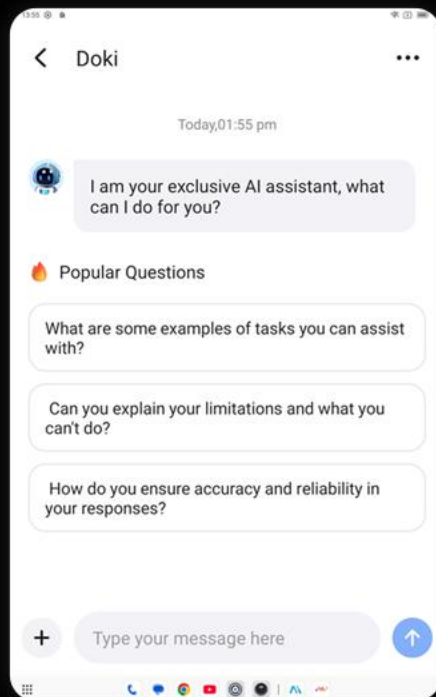 13:55
Doki
Today,01:55 pm
I am your exclusive AI assistant, what
can I do for you?
Popular Questions
What are some examples of tasks you can assist
with?
Can you explain your limitations and what you
can't do?
How do you ensure accuracy and reliability in
your responses?
Type your message here